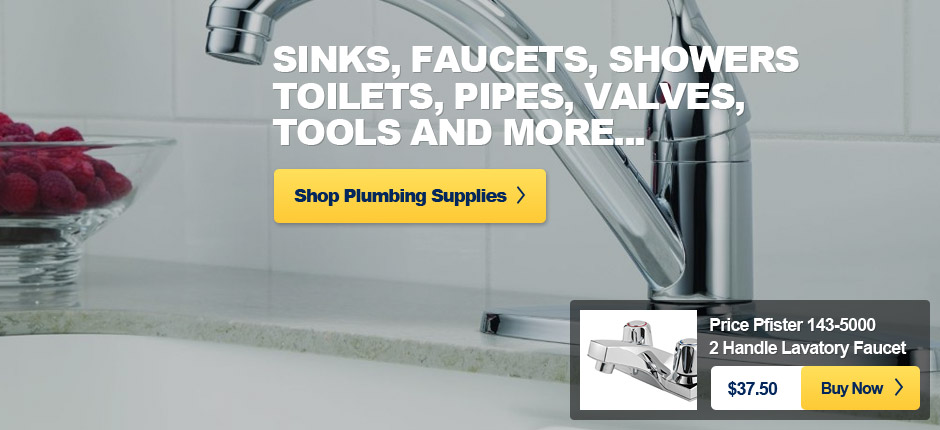 SINKS, FAUCETS, SHOWERS
TOILETS, PIPES, VALVES,
TOOLS AND MORE...
Shop Plumbing Supplies
Price Pfister 143-5000
2 Handle Lavatory Faucet
$37.50
Buy Now